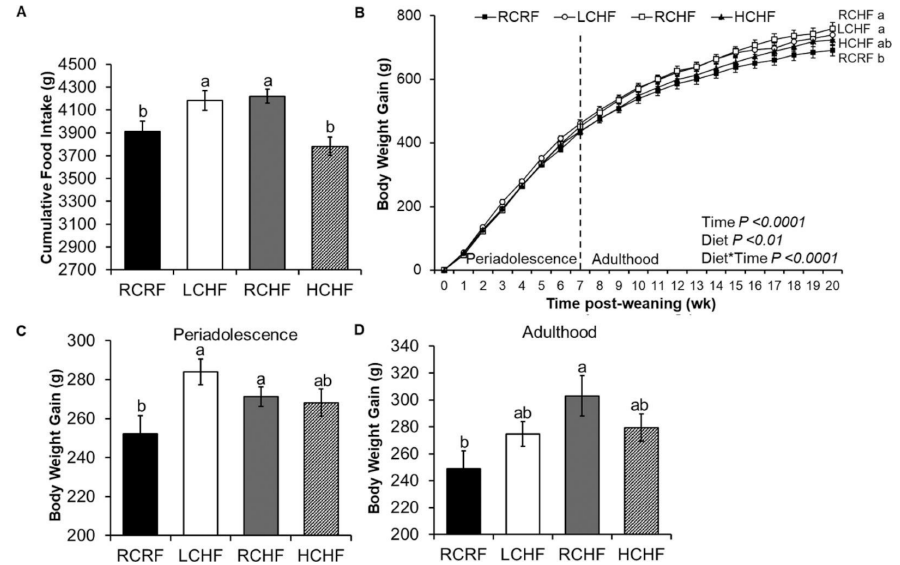 A
Cumulative Food Intake (g)
4500
4300
4100
3900
3700
3500
3300
3100
2900
2700
b
a
a
b
RCRF LCHF RCHF HCHF
B
RCRF LCHF RCHF HCHF
Body Weight Gain (g)
800
600
400
200
0
RCHF a
LCHF a
HCHF ab
RCRF b
Time P <0.0001
Diet P <0.01
Diet*Time P <0.0001
Periadolescence Adulthood
0 1 2 3 4 5 6 7 8 9 10 11 12 13 14 15 16 17 18 19 20
Time post-weaning (wk)
C
Periadolescence
Body Weight Gain (g)
300
280
260
240
220
200
b
a
a
ab
RCRF LCHF RCHF HCHF
D
Adulthood
Body Weight Gain (g)
340
320
300
280
260
240
220
200
b
ab
a
ab
RCRF LCHF RCHF HCHF